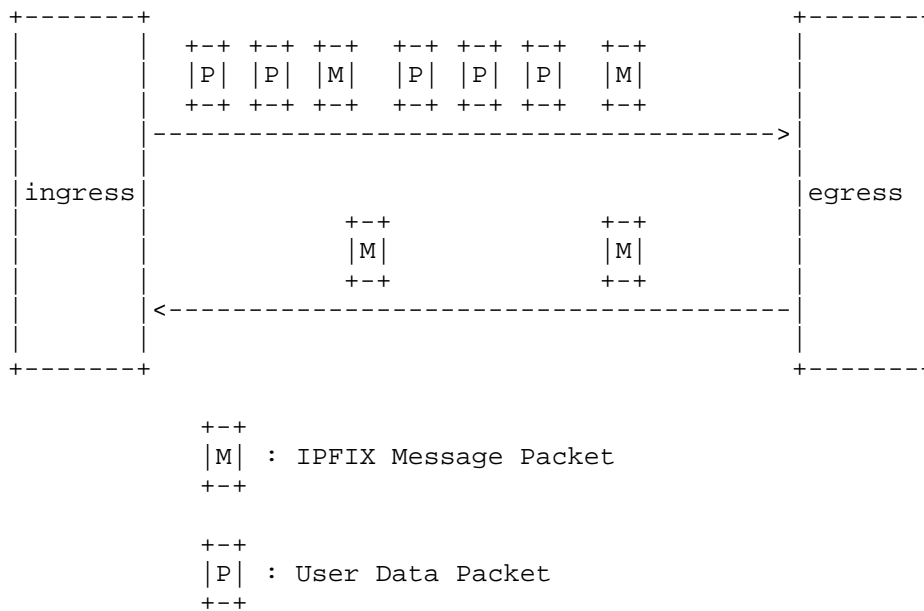 P P M P P P M
ingress egress
M M
M : IPFIX Message Packet
P : User Data Packet